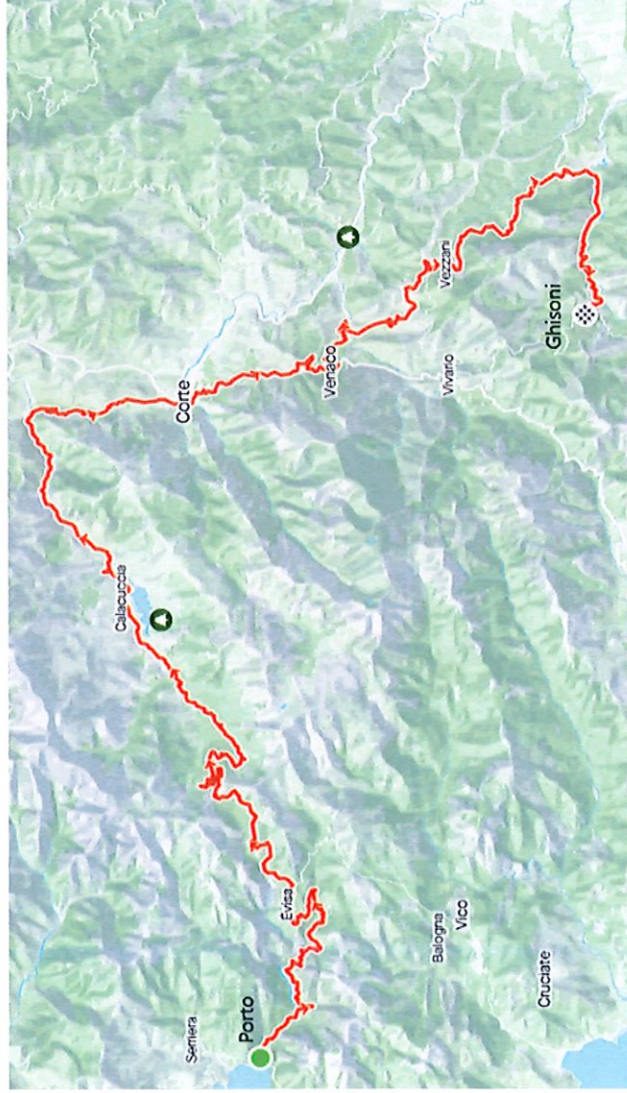 Calacuccia
Corte
Serriera
Porto
Evisa
Venaco
Balogna
Vezzani
Vivario
Vico
Cruciate
Ghisoni